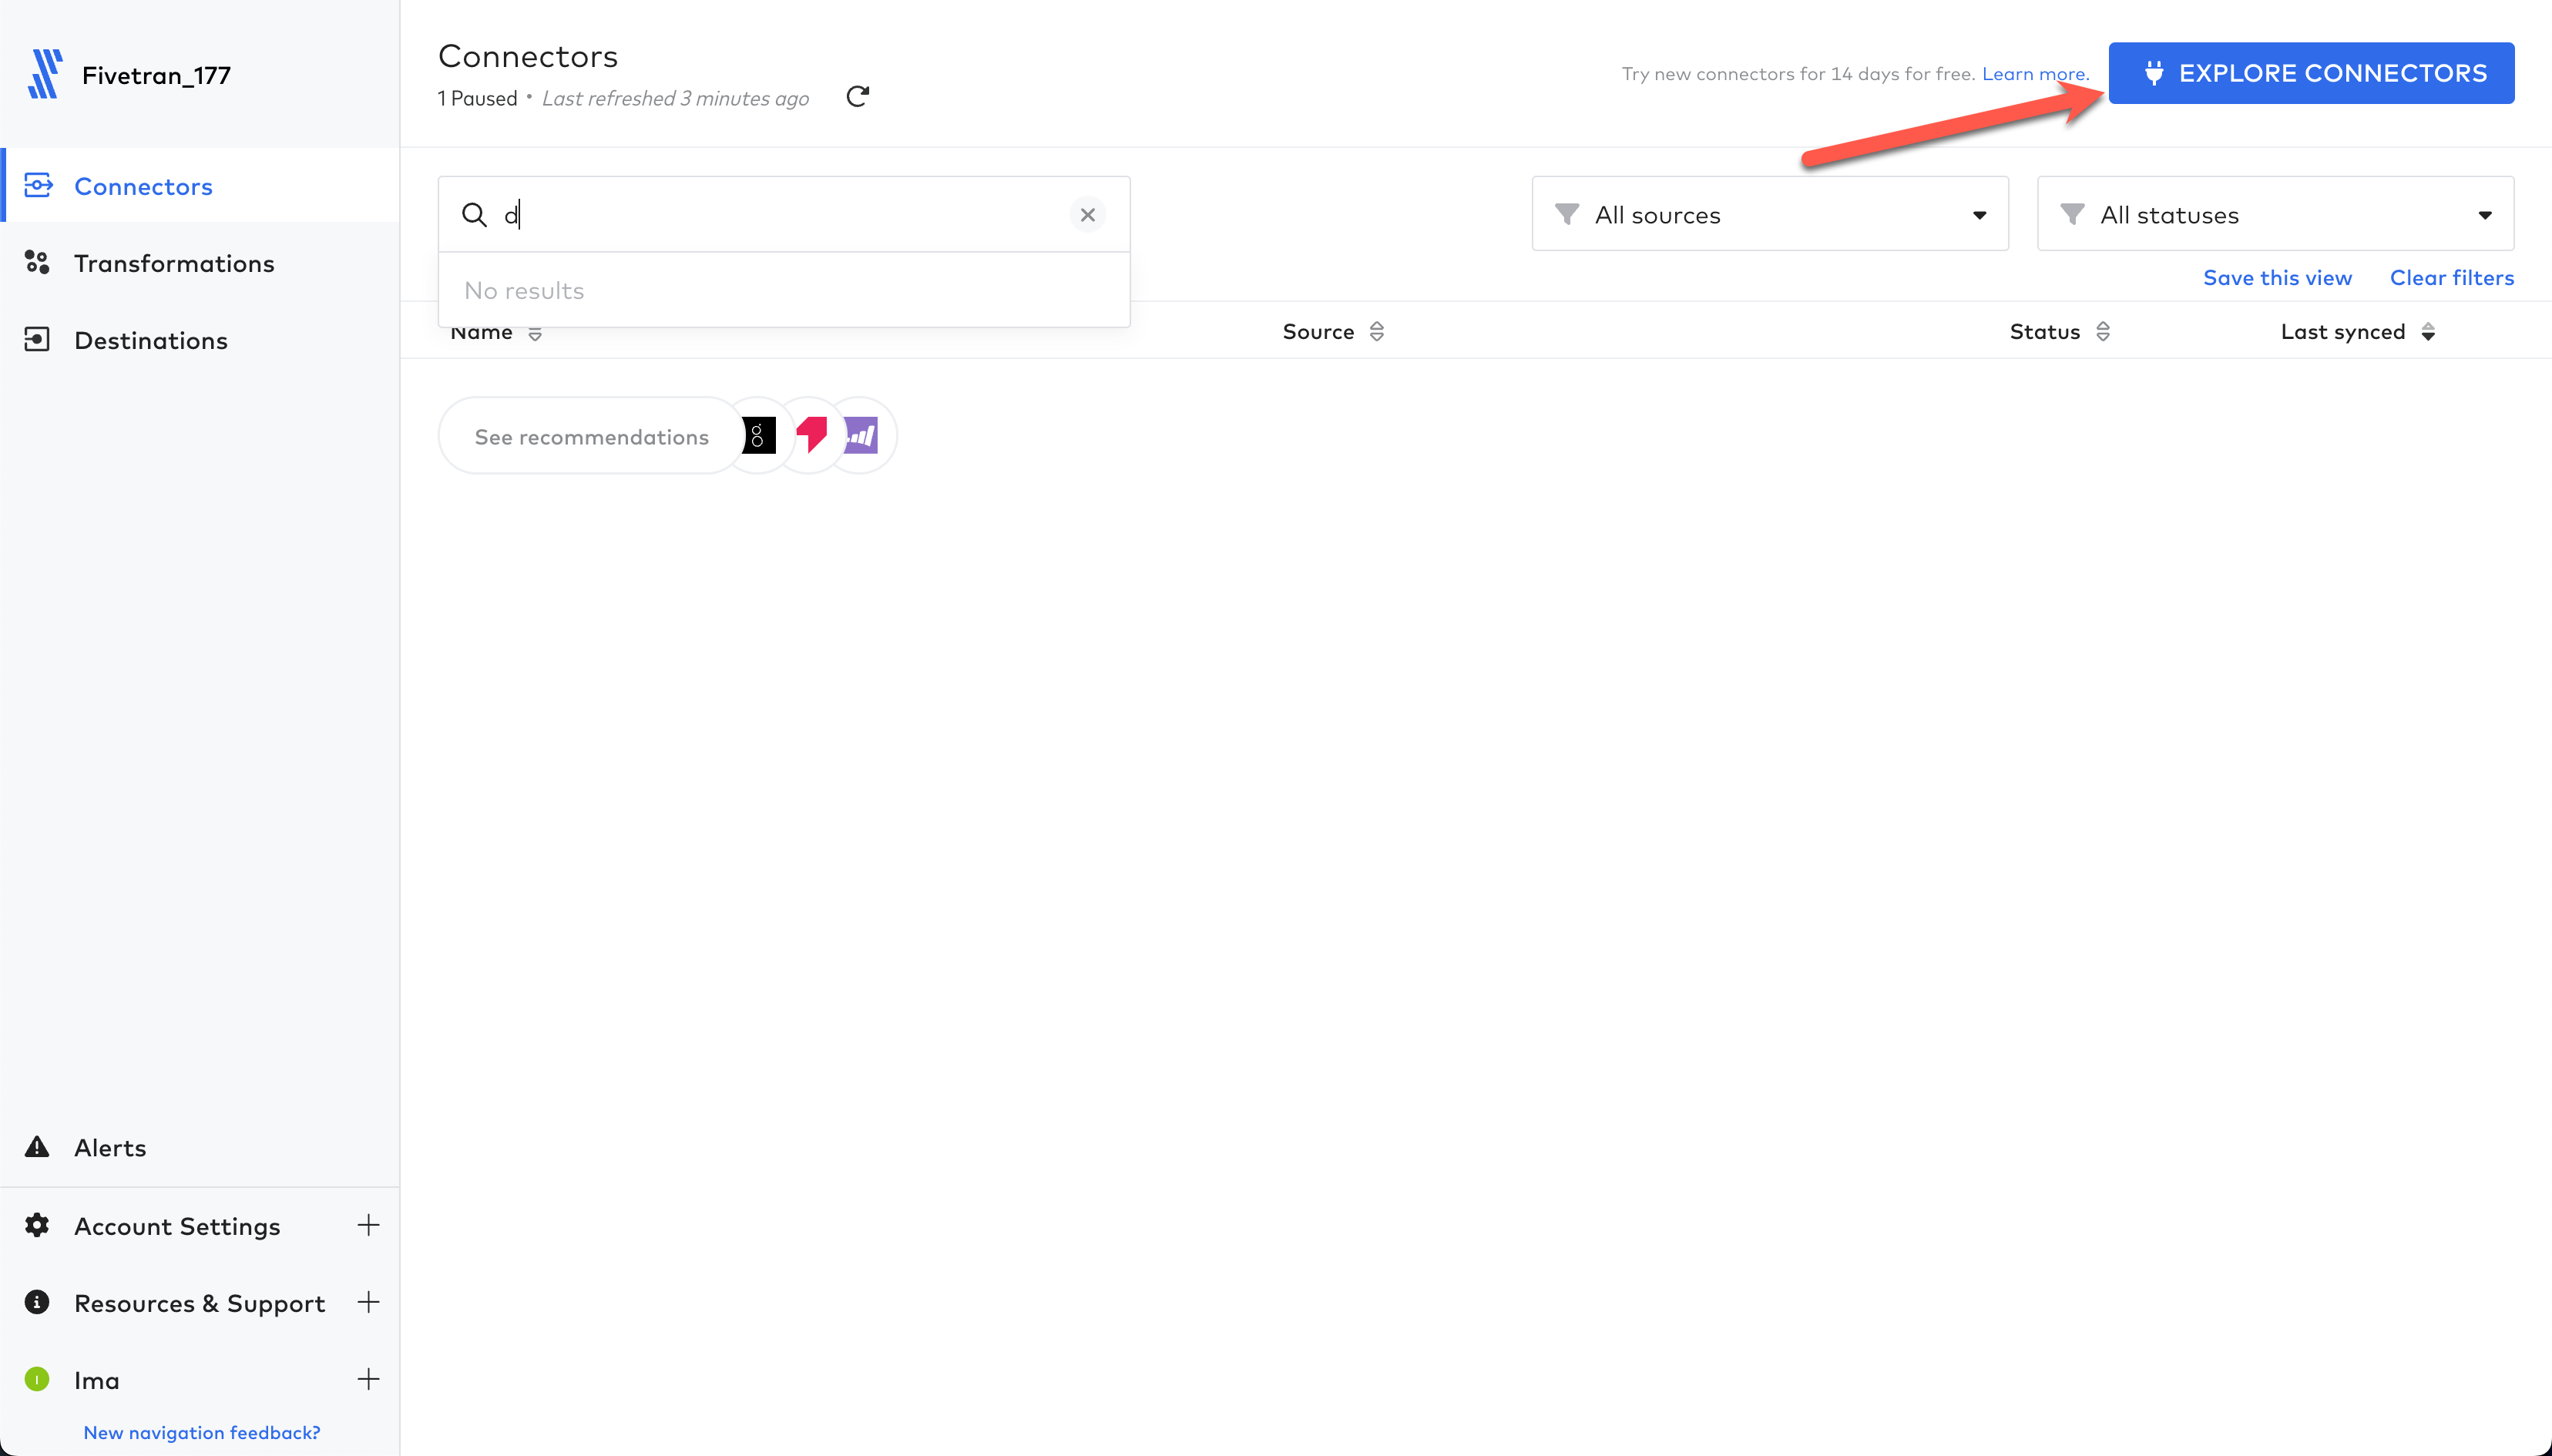 Fivetran_177
Connectors
Transformations
Destinations
Alerts
Account Settings
Resources & Support
Ima
New navigation feedback?
Connectors
1 Paused • Last refreshed 3 minutes ago
Try new connectors for 14 days for free. Learn more.
EXPLORE CONNECTORS
d
No results
All sources
All statuses
Save this view
Clear filters
Name
Source
Status
Last synced
See recommendations